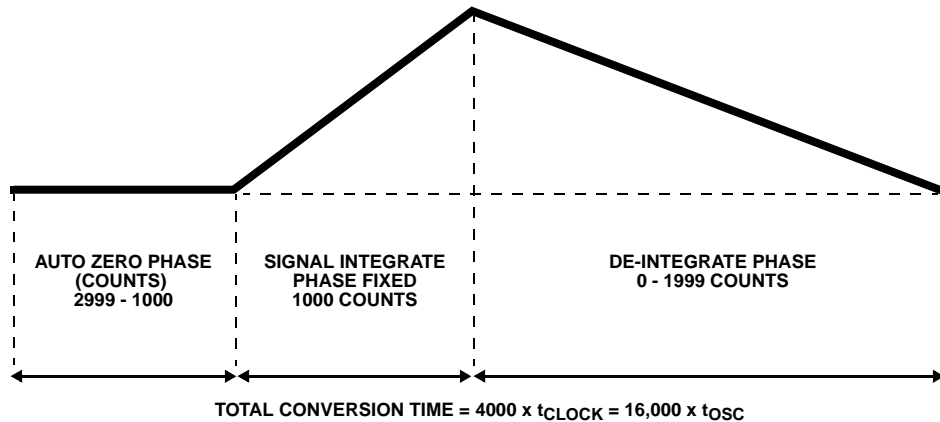 AUTO ZERO PHASE
(COUNTS)
2999 - 1000
SIGNAL INTEGRATE
PHASE FIXED
1000 COUNTS
DE-INTEGRATE PHASE
0 - 1999 COUNTS
TOTAL CONVERSION TIME = 4000 x tCLOCK = 16,000 x tOSC